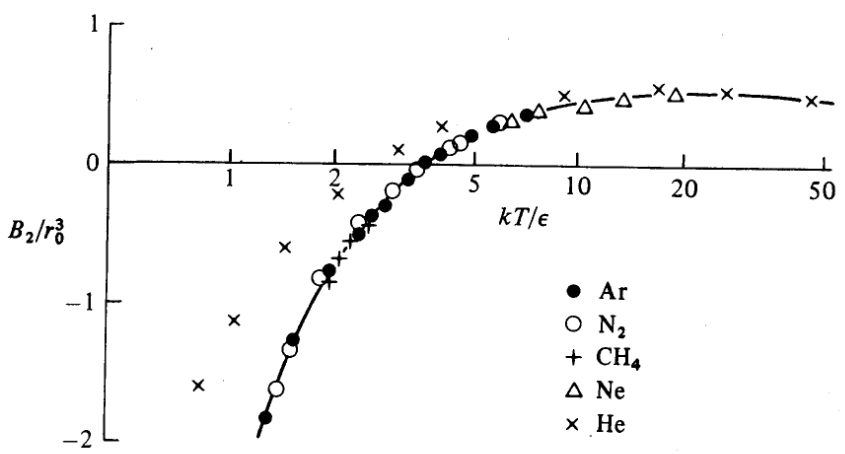 1
0
1 2 5 10 20 50
kT/ϵ
B₂/r₀³
−1
−2
● Ar
○ N₂
+ CH₄
△ Ne
× He